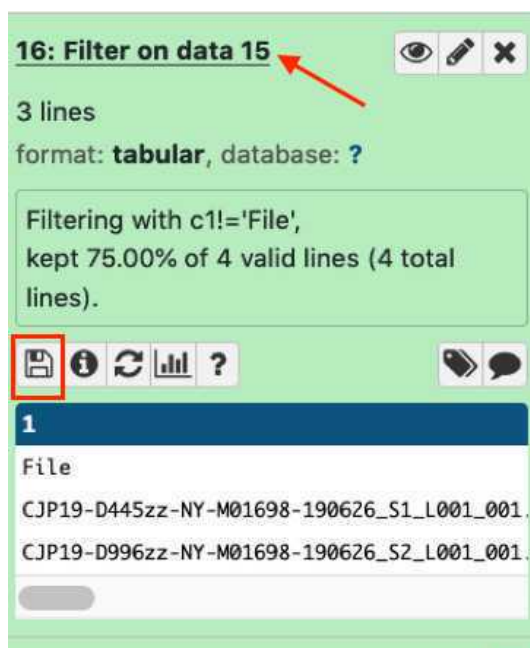 16: Filter on data 15
3 lines
format: tabular, database: ?
Filtering with c1!='File',
kept 75.00% of 4 valid lines (4 total
lines).
?
1
File
CJP19-D445zz-NY-M01698-190626_S1_L001_001.
CJP19-D996zz-NY-M01698-190626_S2_L001_001.